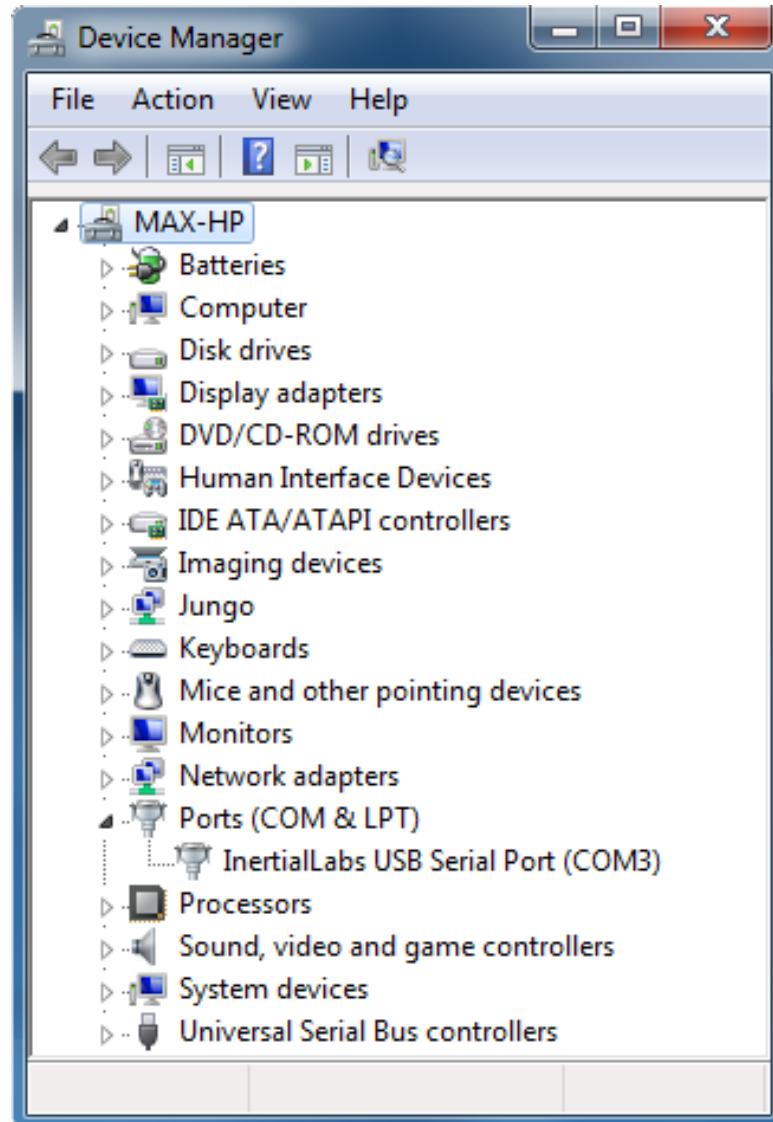 Device Manager
File Action View Help
MAX-HP
Batteries
Computer
Disk drives
Display adapters
DVD/CD-ROM drives
Human Interface Devices
IDE ATA/ATAPI controllers
Imaging devices
Jungo
Keyboards
Mice and other pointing devices
Monitors
Network adapters
Ports (COM & LPT)
InertialLabs USB Serial Port (COM3)
Processors
Sound, video and game controllers
System devices
Universal Serial Bus controllers